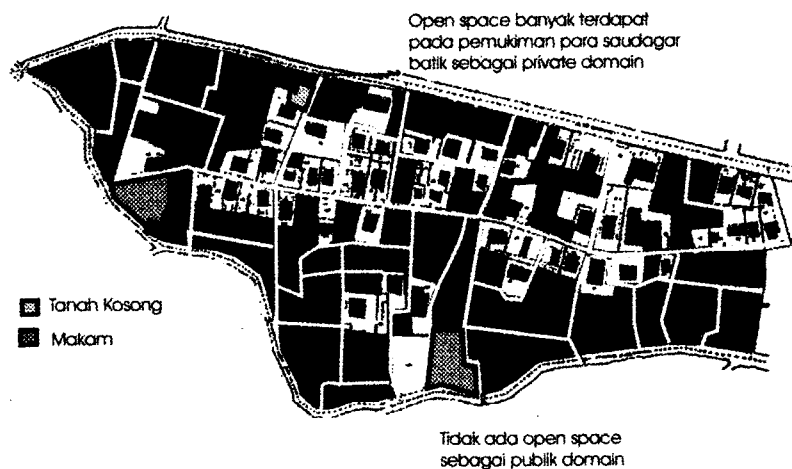 Open space banyak terdapat
pada pemukiman para saudagar
batik sebagai private domain
Tanah Kosong
Makam
Tidak ada open space
sebagai publik domain